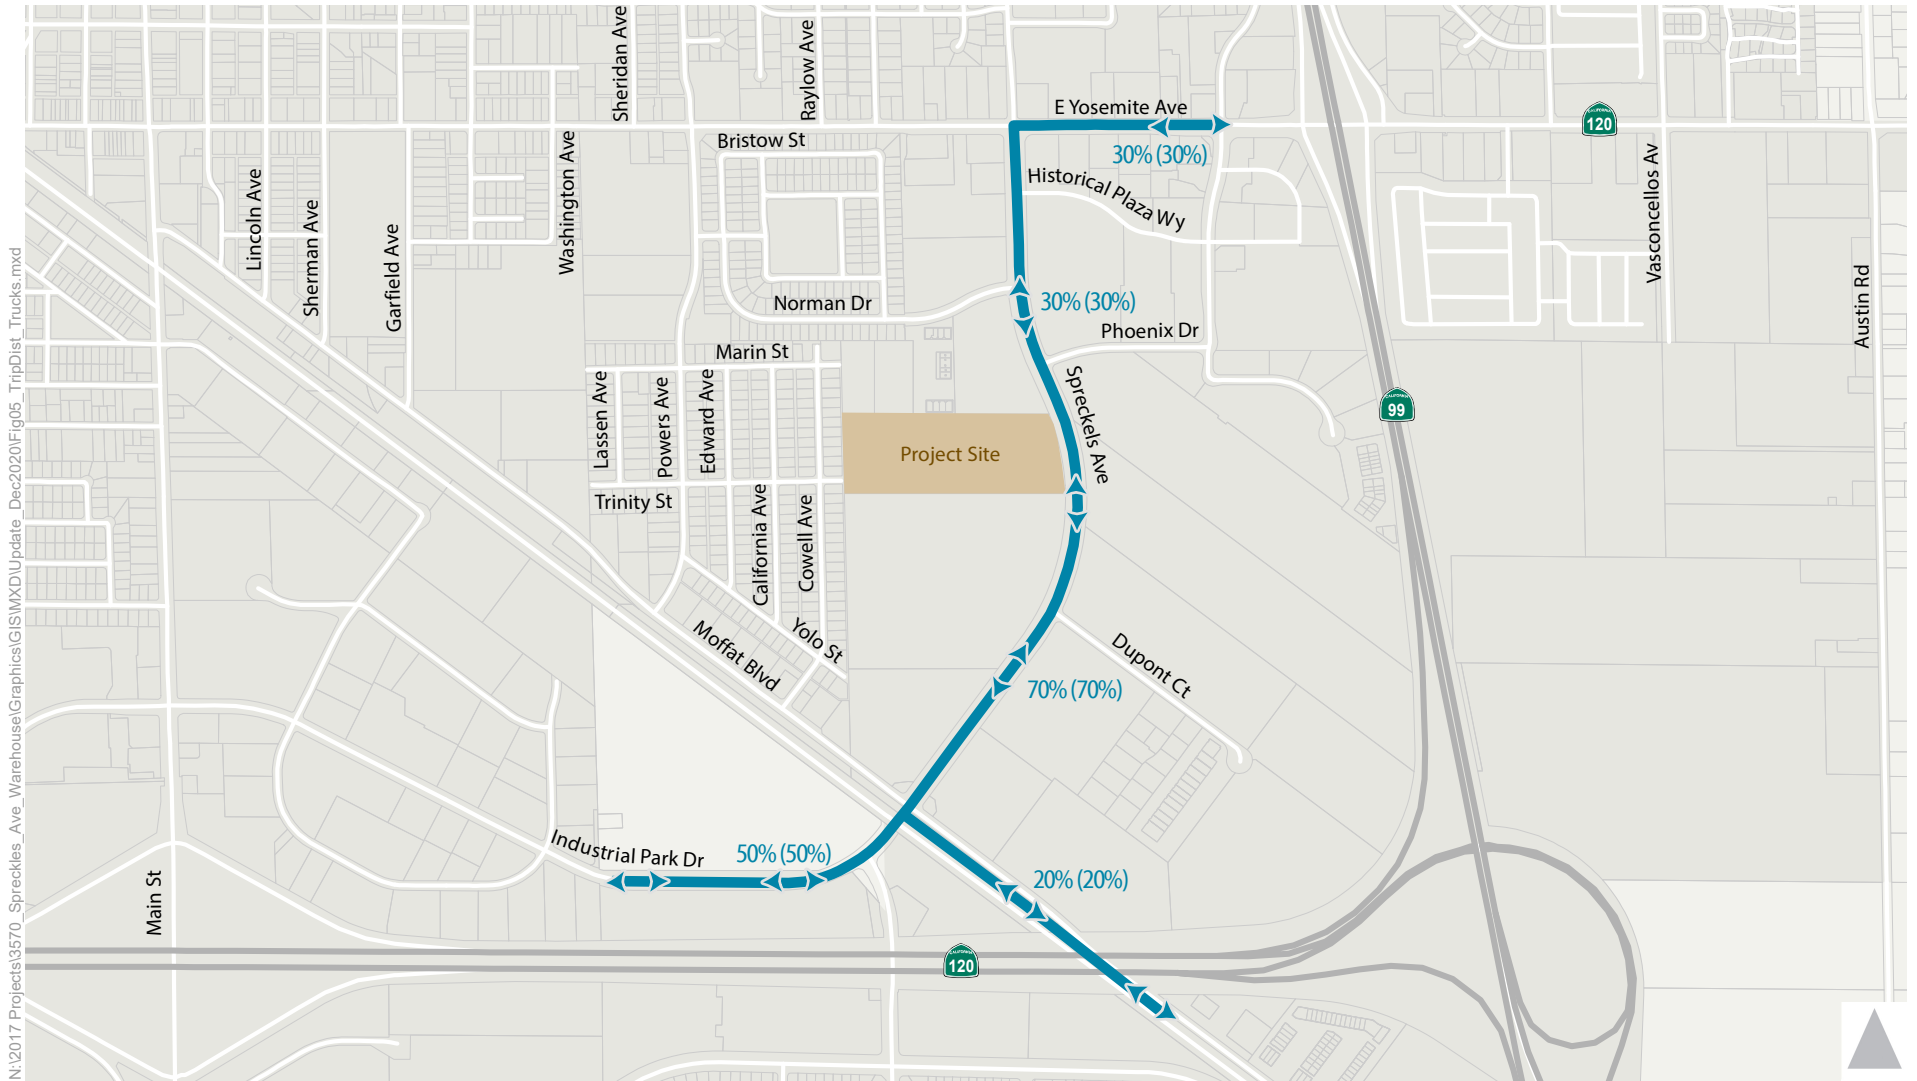 Sheridan Ave
Raylow Ave
E Yosemite Ave
CALIFORNIA
120
Bristow St
30% (30%)
Washington Ave
Vasconcellos Av
Lincoln Ave
Historical Plaza Wy
Sherman Ave
Garfield Ave
Norman Dr
30% (30%)
Austin Rd
Phoenix Dr
Marin St
Lassen Ave
Powers Ave
Edward Ave
Spreckels Ave
CALIFORNIA
99
Project Site
Trinity St
California Ave
Cowell Ave
Yolo St
Moffat Blvd
Dupont Ct
70% (70%)
Industrial Park Dr
50% (50%)
20% (20%)
Main St
CALIFORNIA
120
N:\2017 Projects\3570_Spreckles_Ave_Warehouse\Graphics\GIS\MXD\Update_Dec2020\Fig05_TripDist_Trucks.mxd